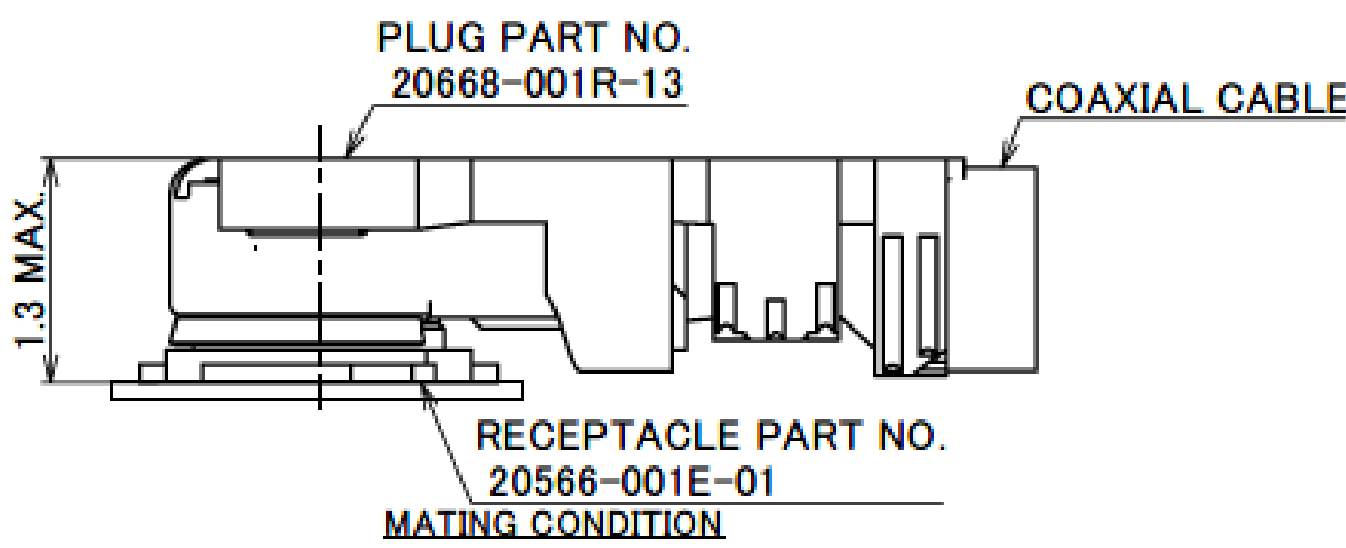 PLUG PART NO.
20668-001R-13
COAXIAL CABLE
1.3 MAX.
RECEPTACLE PART NO.
20566-001E-01
MATING CONDITION